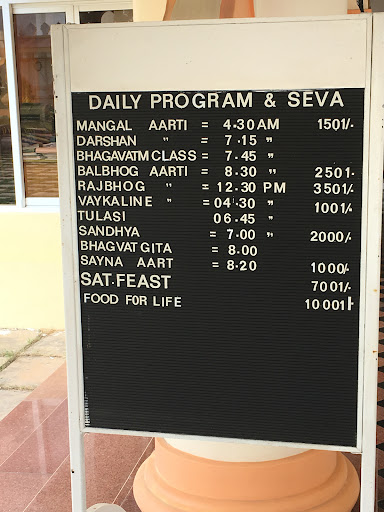 DAILY PROGRAM & SEVA
MANGAL AARTI = 4.30 AM 1501/.
DARSHAN " = 7.15 "
BHAGAVATM CLASS = 7.45 "
BALBHOG AARTI = 8.30 " 2501.
RAJBHOG " = 12.30 PM 3501/.
VAYKALINE " = 04.30 " 1001/.
TULASI 06.45 "
SANDHYA = 7.00 " 2000/.
BHAGVAT GITA = 8.00
SAYNA AART = 8.20 1000/.
SAT.FEAST 7001/.
FOOD FOR LIFE 10001/.